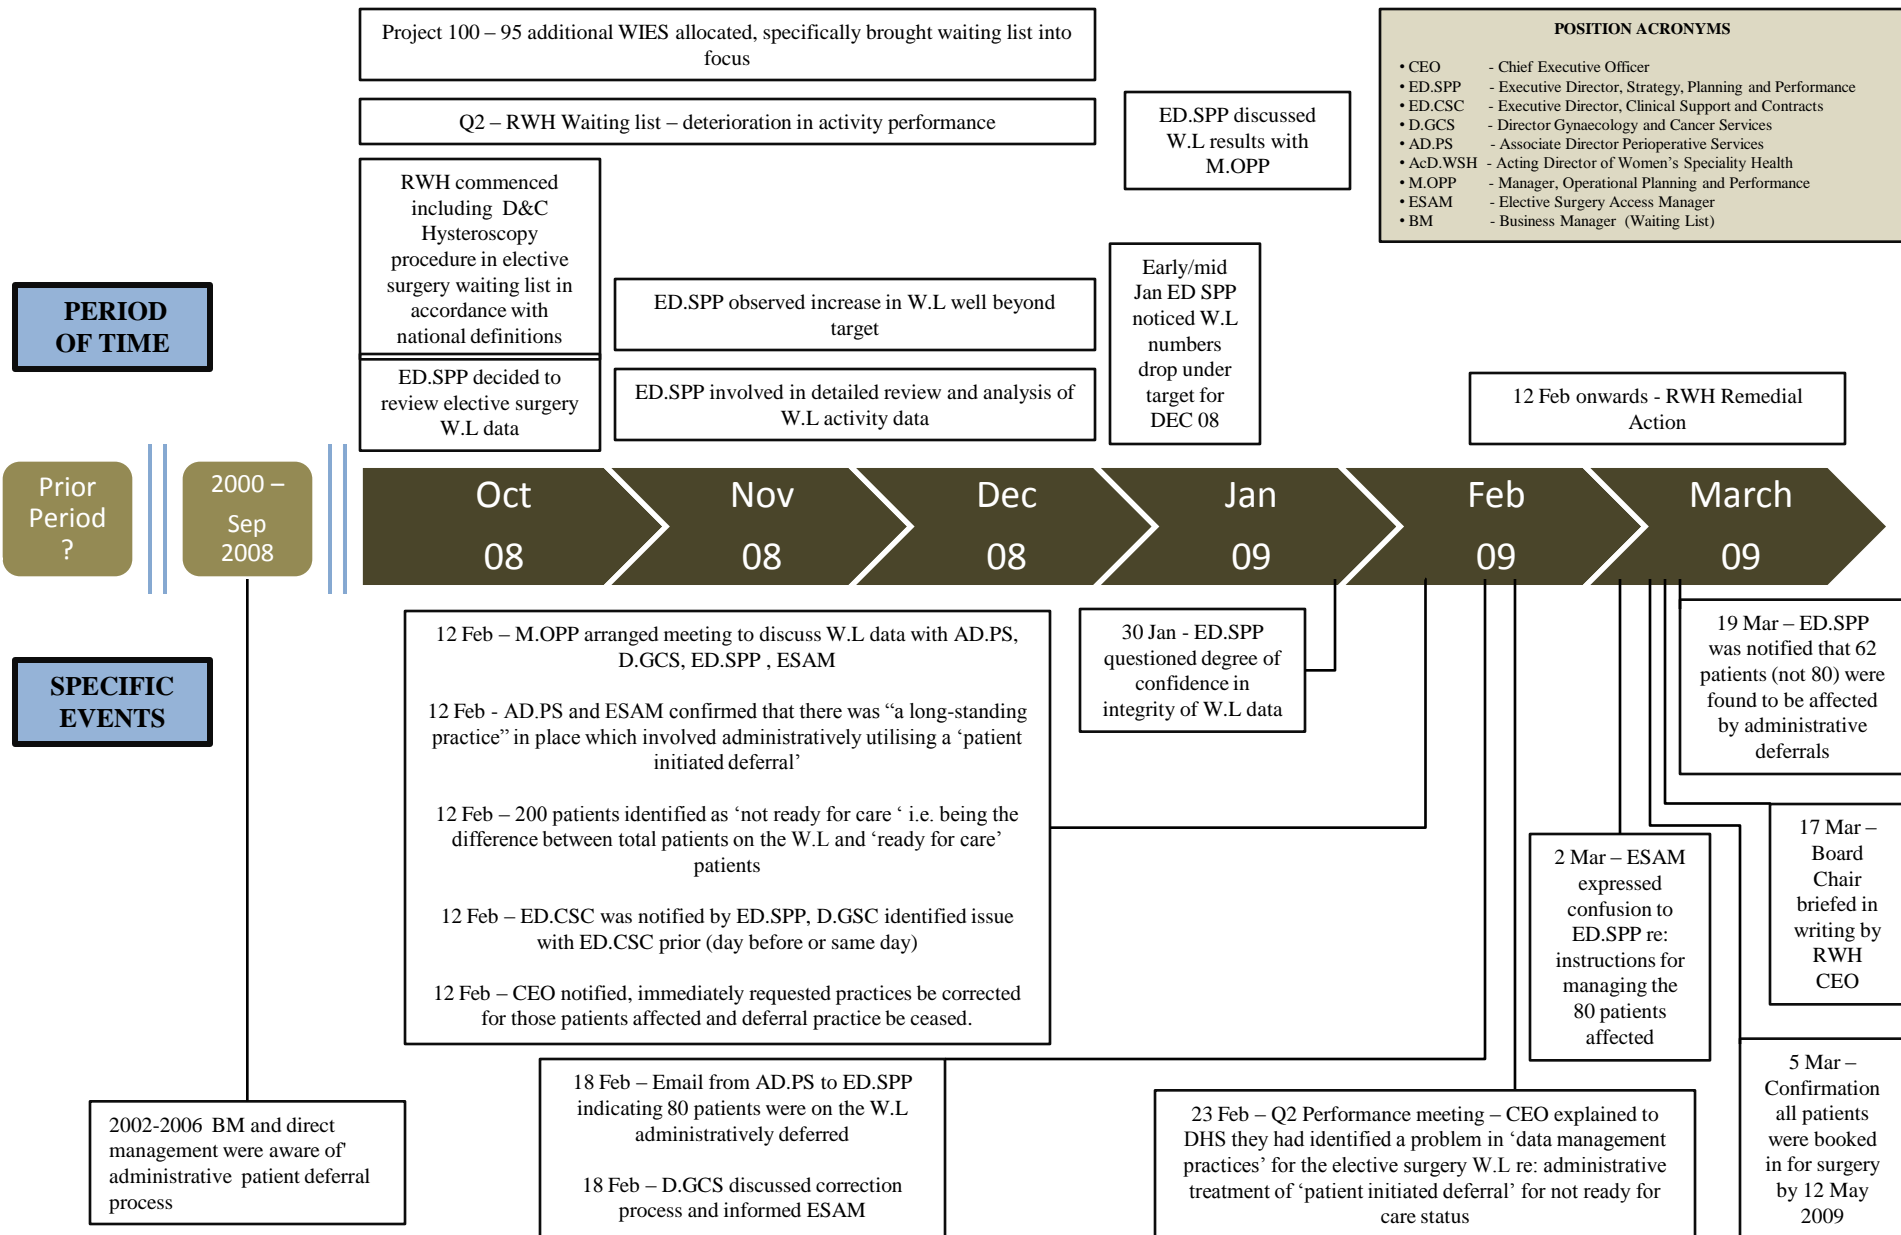 Project 100 – 95 additional WIES allocated, specifically brought waiting list into
focus
Q2 – RWH Waiting list – deterioration in activity performance
ED.SPP discussed
W.L results with
M.OPP
POSITION ACRONYMS
• CEO - Chief Executive Officer
• ED.SPP - Executive Director, Strategy, Planning and Performance
• ED.CSC - Executive Director, Clinical Support and Contracts
• D.GCS - Director Gynaecology and Cancer Services
• AD.PS - Associate Director Perioperative Services
• AcD.WSH - Acting Director of Women's Speciality Health
• M.OPP - Manager, Operational Planning and Performance
• ESAM - Elective Surgery Access Manager
• BM - Business Manager (Waiting List)
RWH commenced
including D&C
Hysteroscopy
procedure in elective
surgery waiting list in
accordance with
national definitions
ED.SPP decided to
review elective surgery
W.L data
ED.SPP observed increase in W.L well beyond
target
ED.SPP involved in detailed review and analysis of
W.L activity data
Early/mid
Jan ED SPP
noticed W.L
numbers
drop under
target for
DEC 08
12 Feb onwards - RWH Remedial
Action
PERIOD
OF TIME
Prior
Period
?
2000 –
Sep
2008
Oct
08
Nov
08
Dec
08
Jan
09
Feb
09
March
09
SPECIFIC
EVENTS
12 Feb – M.OPP arranged meeting to discuss W.L data with AD.PS,
D.GCS, ED.SPP , ESAM
12 Feb - AD.PS and ESAM confirmed that there was “a long-standing
practice” in place which involved administratively utilising a ‘patient
initiated deferral’
12 Feb – 200 patients identified as ‘not ready for care ‘ i.e. being the
difference between total patients on the W.L and ‘ready for care’
patients
12 Feb – ED.CSC was notified by ED.SPP, D.GSC identified issue
with ED.CSC prior (day before or same day)
12 Feb – CEO notified, immediately requested practices be corrected
for those patients affected and deferral practice be ceased.
30 Jan - ED.SPP
questioned degree of
confidence in
integrity of W.L data
19 Mar – ED.SPP
was notified that 62
patients (not 80) were
found to be affected
by administrative
deferrals
2 Mar – ESAM
expressed
confusion to
ED.SPP re:
instructions for
managing the
80 patients
affected
17 Mar –
Board
Chair
briefed in
writing by
RWH
CEO
5 Mar –
Confirmation
all patients
were booked
in for surgery
by 12 May
2009
2002-2006 BM and direct
management were aware of'
administrative patient deferral
process
18 Feb – Email from AD.PS to ED.SPP
indicating 80 patients were on the W.L
administratively deferred
18 Feb – D.GCS discussed correction
process and informed ESAM
23 Feb – Q2 Performance meeting – CEO explained to
DHS they had identified a problem in ‘data management
practices’ for the elective surgery W.L re: administrative
treatment of ‘patient initiated deferral’ for not ready for
care status